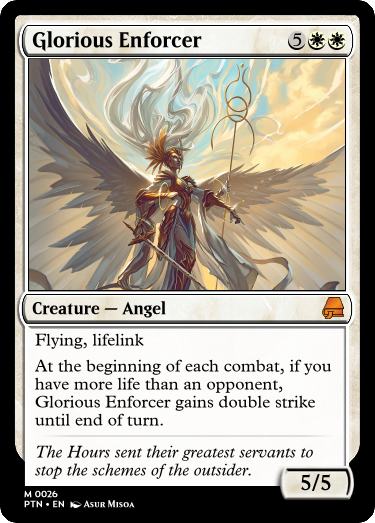 Glorious Enforcer 5
Creature — Angel
Flying, lifelink
At the beginning of each combat, if you
have more life than an opponent,
Glorious Enforcer gains double strike
until end of turn.
The Hours sent their greatest servants to
stop the schemes of the outsider.
5/5
M 0026
PTN • EN Asur Misoa